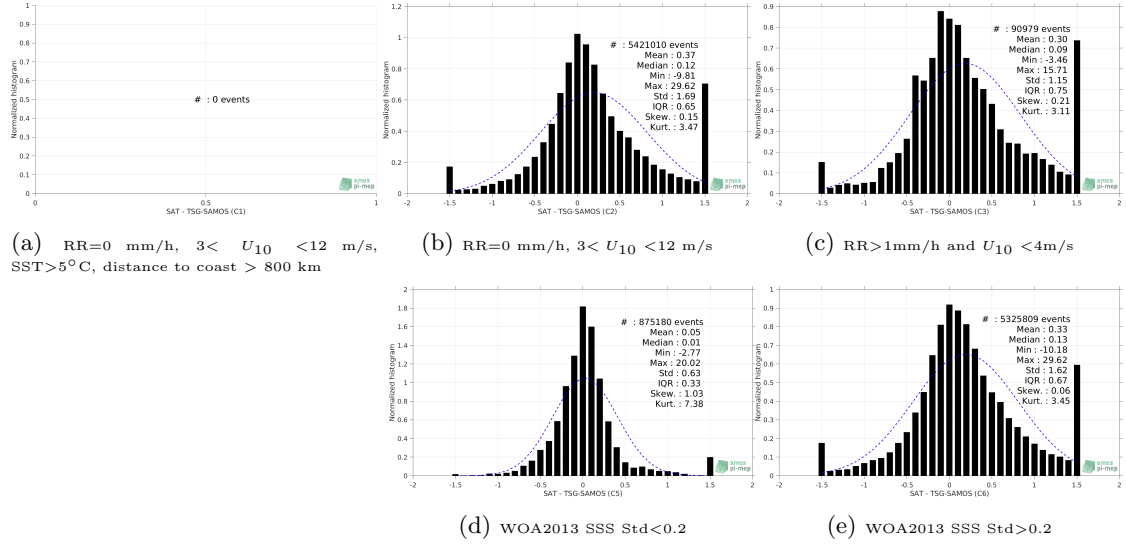 1
0.9
0.8
0.7
0.6
0.5
0.4
0.3
0.2
0.1
0
Normalized histogram
# : 0 events
smos
pi-mep
0 0.5 1
SAT - TSG-SAMOS (C1)
(a) RR=0 mm/h, 3< U10 <12 m/s,
SST>5°C, distance to coast > 800 km
1.2
1
0.8
0.6
0.4
0.2
0
Normalized histogram
# : 5421010 events
Mean : 0.37
Median : 0.12
Min : -9.81
Max : 29.62
Std : 1.69
IQR : 0.65
Skew. : 0.15
Kurt. : 3.47
smos
pi-mep
-2 -1.5 -1 -0.5 0 0.5 1 1.5 2
SAT - TSG-SAMOS (C2)
(b) RR=0 mm/h, 3< U10 <12 m/s
0.9
0.8
0.7
0.6
0.5
0.4
0.3
0.2
0.1
0
Normalized histogram
# : 90979 events
Mean : 0.30
Median : 0.09
Min : -3.46
Max : 15.71
Std : 1.15
IQR : 0.75
Skew. : 0.21
Kurt. : 3.11
smos
pi-mep
-2 -1.5 -1 -0.5 0 0.5 1 1.5 2
SAT - TSG-SAMOS (C3)
(c) RR>1mm/h and U10 <4m/s
2
1.8
1.6
1.4
1.2
1
0.8
0.6
0.4
0.2
0
Normalized histogram
# : 875180 events
Mean : 0.05
Median : 0.01
Min : -2.77
Max : 20.02
Std : 0.63
IQR : 0.33
Skew. : 1.03
Kurt. : 7.38
smos
pi-mep
-2 -1.5 -1 -0.5 0 0.5 1 1.5 2
SAT - TSG-SAMOS (C5)
(d) WOA2013 SSS Std<0.2
1
0.9
0.8
0.7
0.6
0.5
0.4
0.3
0.2
0.1
0
Normalized histogram
# : 5325809 events
Mean : 0.33
Median : 0.13
Min : -10.18
Max : 29.62
Std : 1.62
IQR : 0.67
Skew. : 0.06
Kurt. : 3.45
smos
pi-mep
-2 -1.5 -1 -0.5 0 0.5 1 1.5 2
SAT - TSG-SAMOS (C6)
(e) WOA2013 SSS Std>0.2